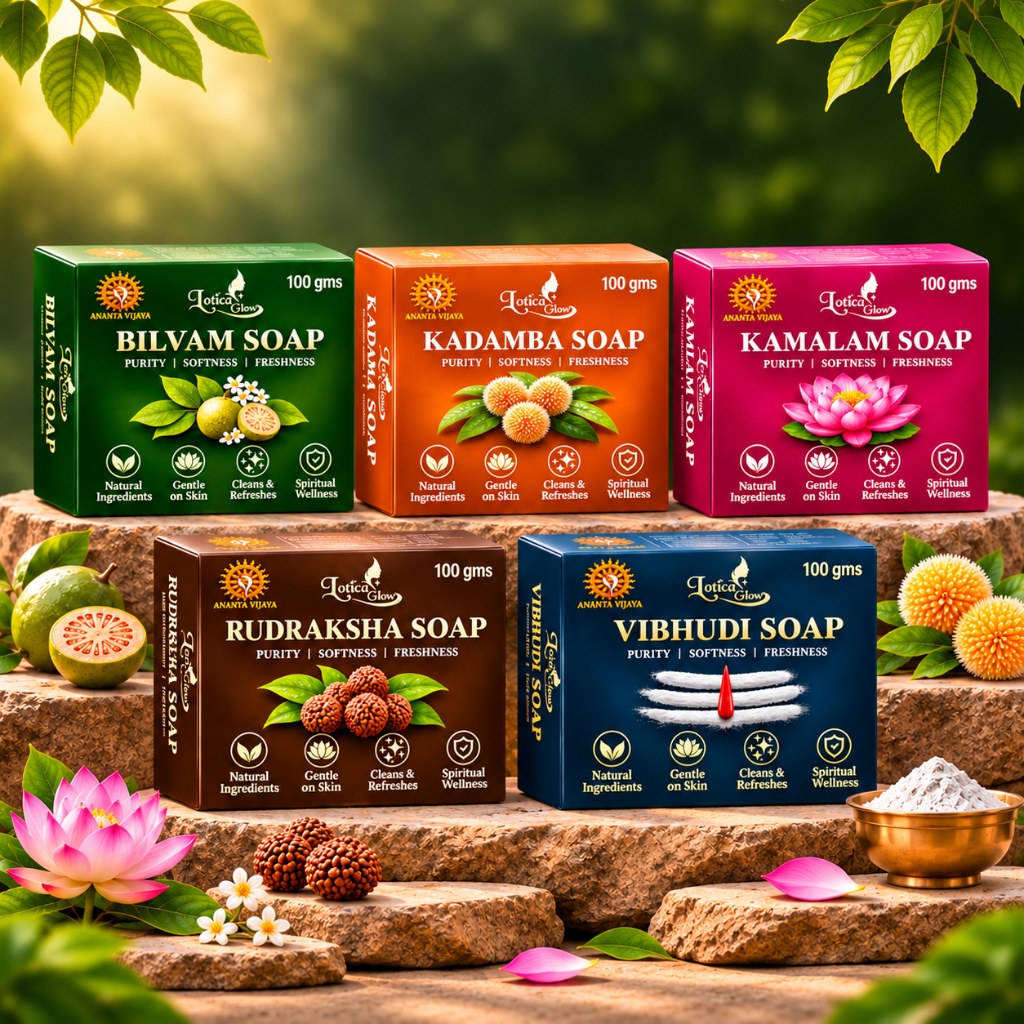 ANANTA VIJAYA
Lotica Glow
100 gms
BILVAM SOAP
PURITY | SOFTNESS | FRESHNESS
Natural Ingredients
Gentle on Skin
Cleans & Refreshes
Spiritual Wellness
BILVAM SOAP
ANANTA VIJAYA
Lotica Glow
100 gms
KADAMBA SOAP
PURITY | SOFTNESS | FRESHNESS
Natural Ingredients
Gentle on Skin
Cleans & Refreshes
Spiritual Wellness
KADAMA SOAP
ANANTA VIJAYA
Lotica Glow
100 gms
KAMALAM SOAP
PURITY | SOFTNESS | FRESHNESS
Natural Ingredients
Gentle on Skin
Cleans & Refreshes
Spiritual Wellness
KAMLAM SOAP
ANANTA VIJAYA
Lotica Glow
100 gms
RUDRAKSHA SOAP
PURITY | SOFTNESS | FRESHNESS
Natural Ingredients
Gentle on Skin
Cleans & Refreshes
Spiritual Wellness
SOAP
ANANTA VIJAYA
Lotica Glow
100 gms
VIBHUDI SOAP
PURITY | SOFTNESS | FRESHNESS
Natural Ingredients
Gentle on Skin
Cleans & Refreshes
Spiritual Wellness
VIBHUDI SOAP